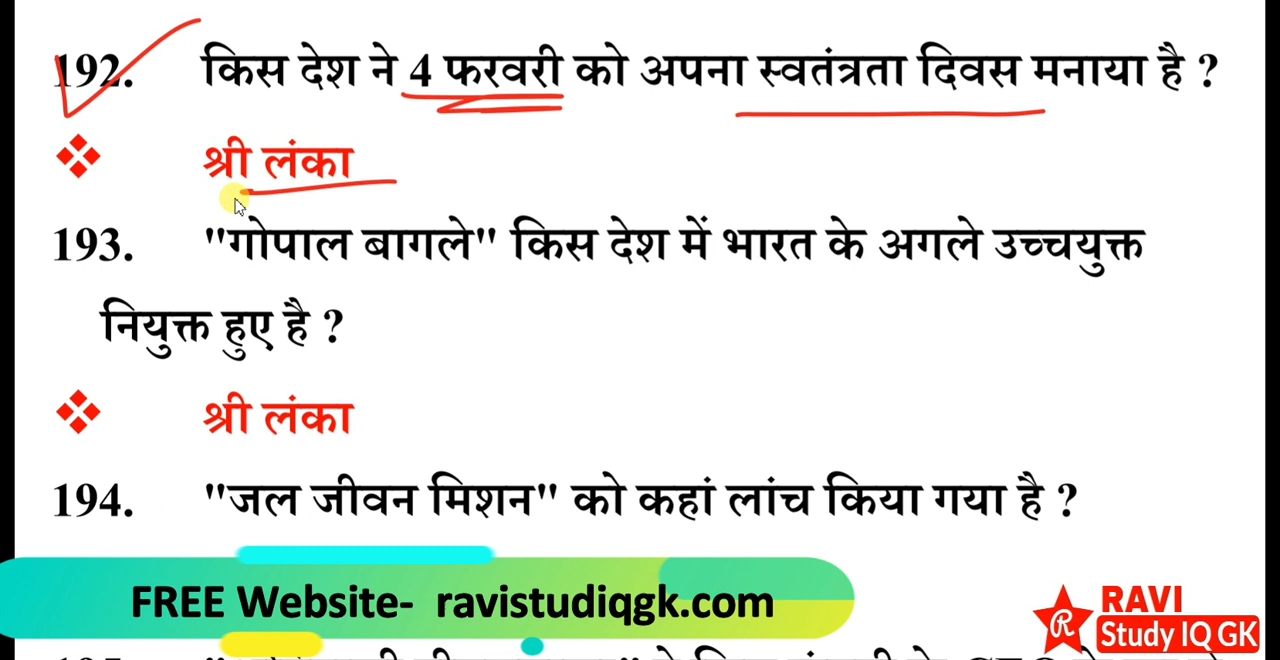 192. किस देश ने 4 फरवरी को अपना स्वतंत्रता दिवस मनाया है ?
❖ श्री लंका
193. "गोपाल बागले" किस देश में भारत के अगले उच्चयुक्त
नियुक्त हुए है ?
❖ श्री लंका
194. "जल जीवन मिशन" को कहां लांच किया गया है ?
FREE Website- ravistudiqgk.com
RAVI
Study IQ GK